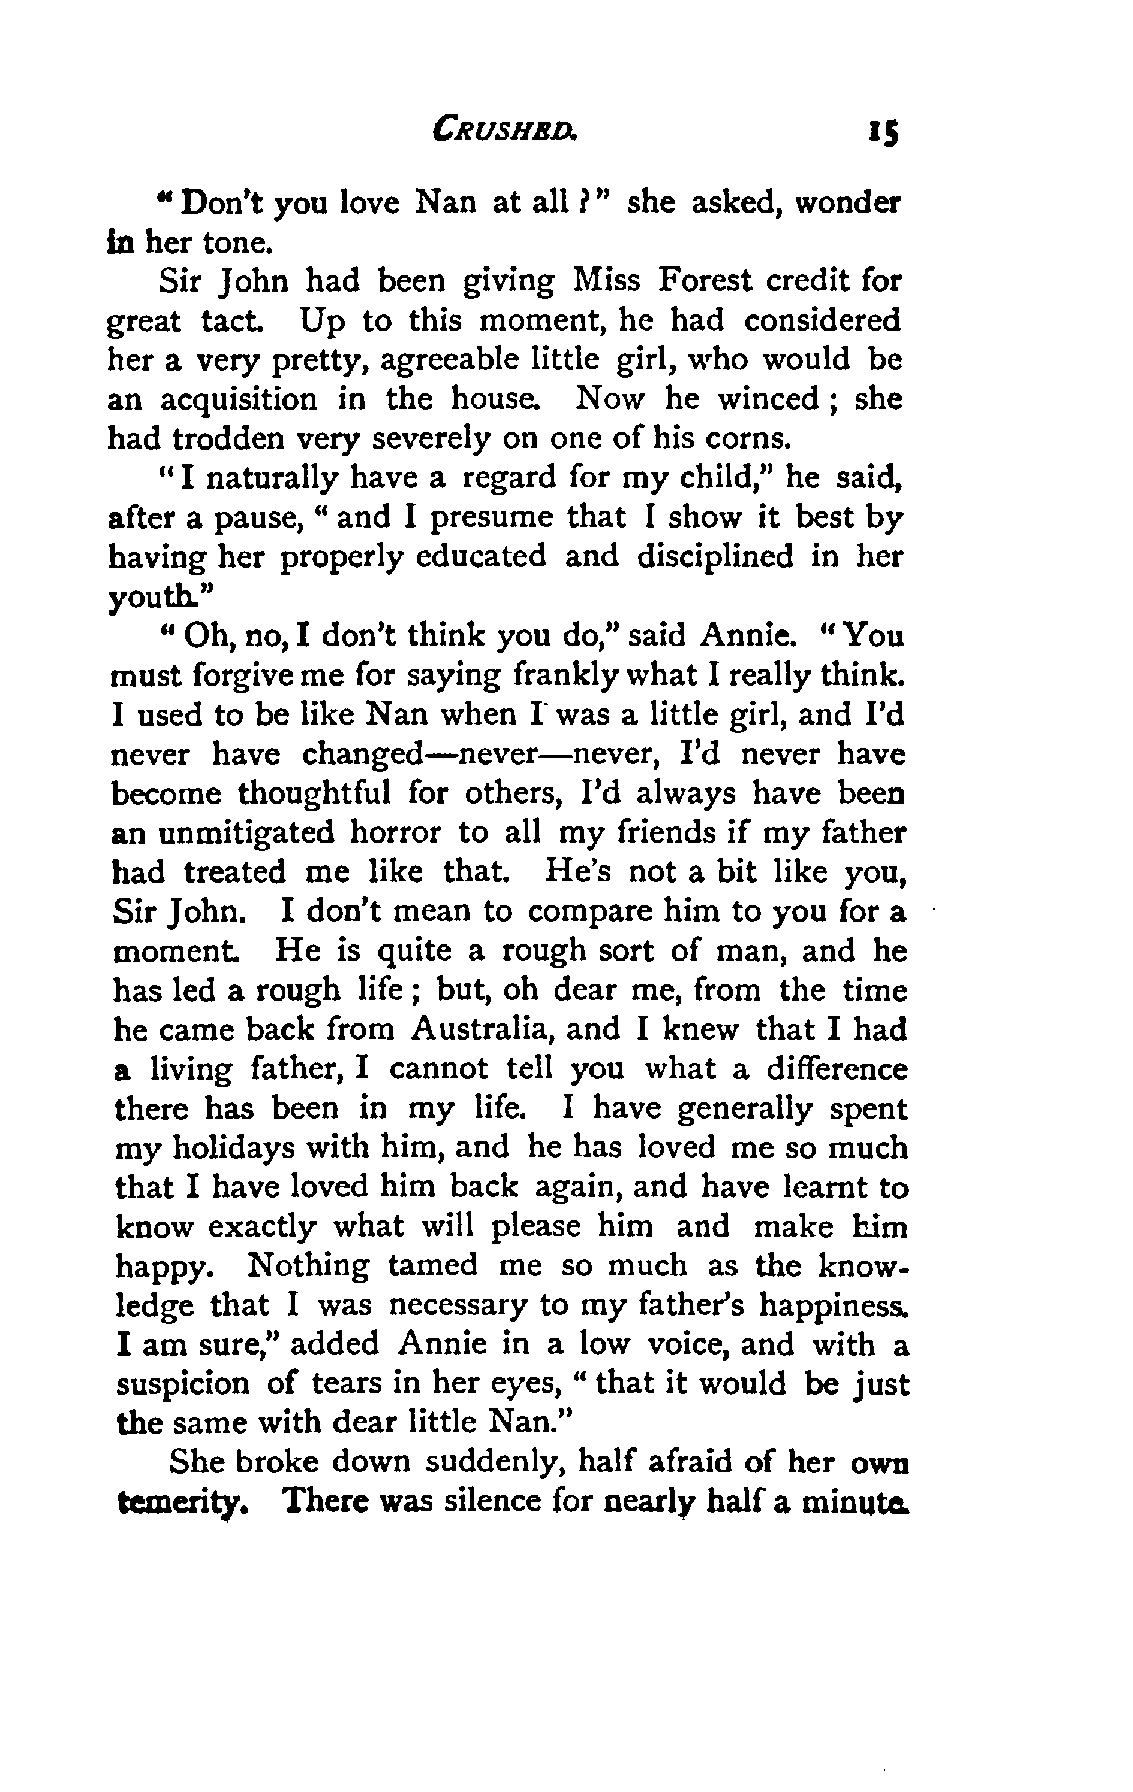 CRUSHED. 15
"Don't you love Nan at all?" she asked, wonder
in her tone.
Sir John had been giving Miss Forest credit for
great tact. Up to this moment, he had considered
her a very pretty, agreeable little girl, who would be
an acquisition in the house. Now he winced; she
had trodden very severely on one of his corns.
"I naturally have a regard for my child," he said,
after a pause, "and I presume that I show it best by
having her properly educated and disciplined in her
youth."
"Oh, no, I don't think you do," said Annie. "You
must forgive me for saying frankly what I really think.
I used to be like Nan when I was a little girl, and I'd
never have changed—never—never, I'd never have
become thoughtful for others, I'd always have been
an unmitigated horror to all my friends if my father
had treated me like that. He's not a bit like you,
Sir John. I don't mean to compare him to you for a
moment. He is quite a rough sort of man, and he
has led a rough life; but, oh dear me, from the time
he came back from Australia, and I knew that I had
a living father, I cannot tell you what a difference
there has been in my life. I have generally spent
my holidays with him, and he has loved me so much
that I have loved him back again, and have learnt to
know exactly what will please him and make him
happy. Nothing tamed me so much as the know-
ledge that I was necessary to my father's happiness.
I am sure," added Annie in a low voice, and with a
suspicion of tears in her eyes, "that it would be just
the same with dear little Nan."
She broke down suddenly, half afraid of her own
temerity. There was silence for nearly half a minute.